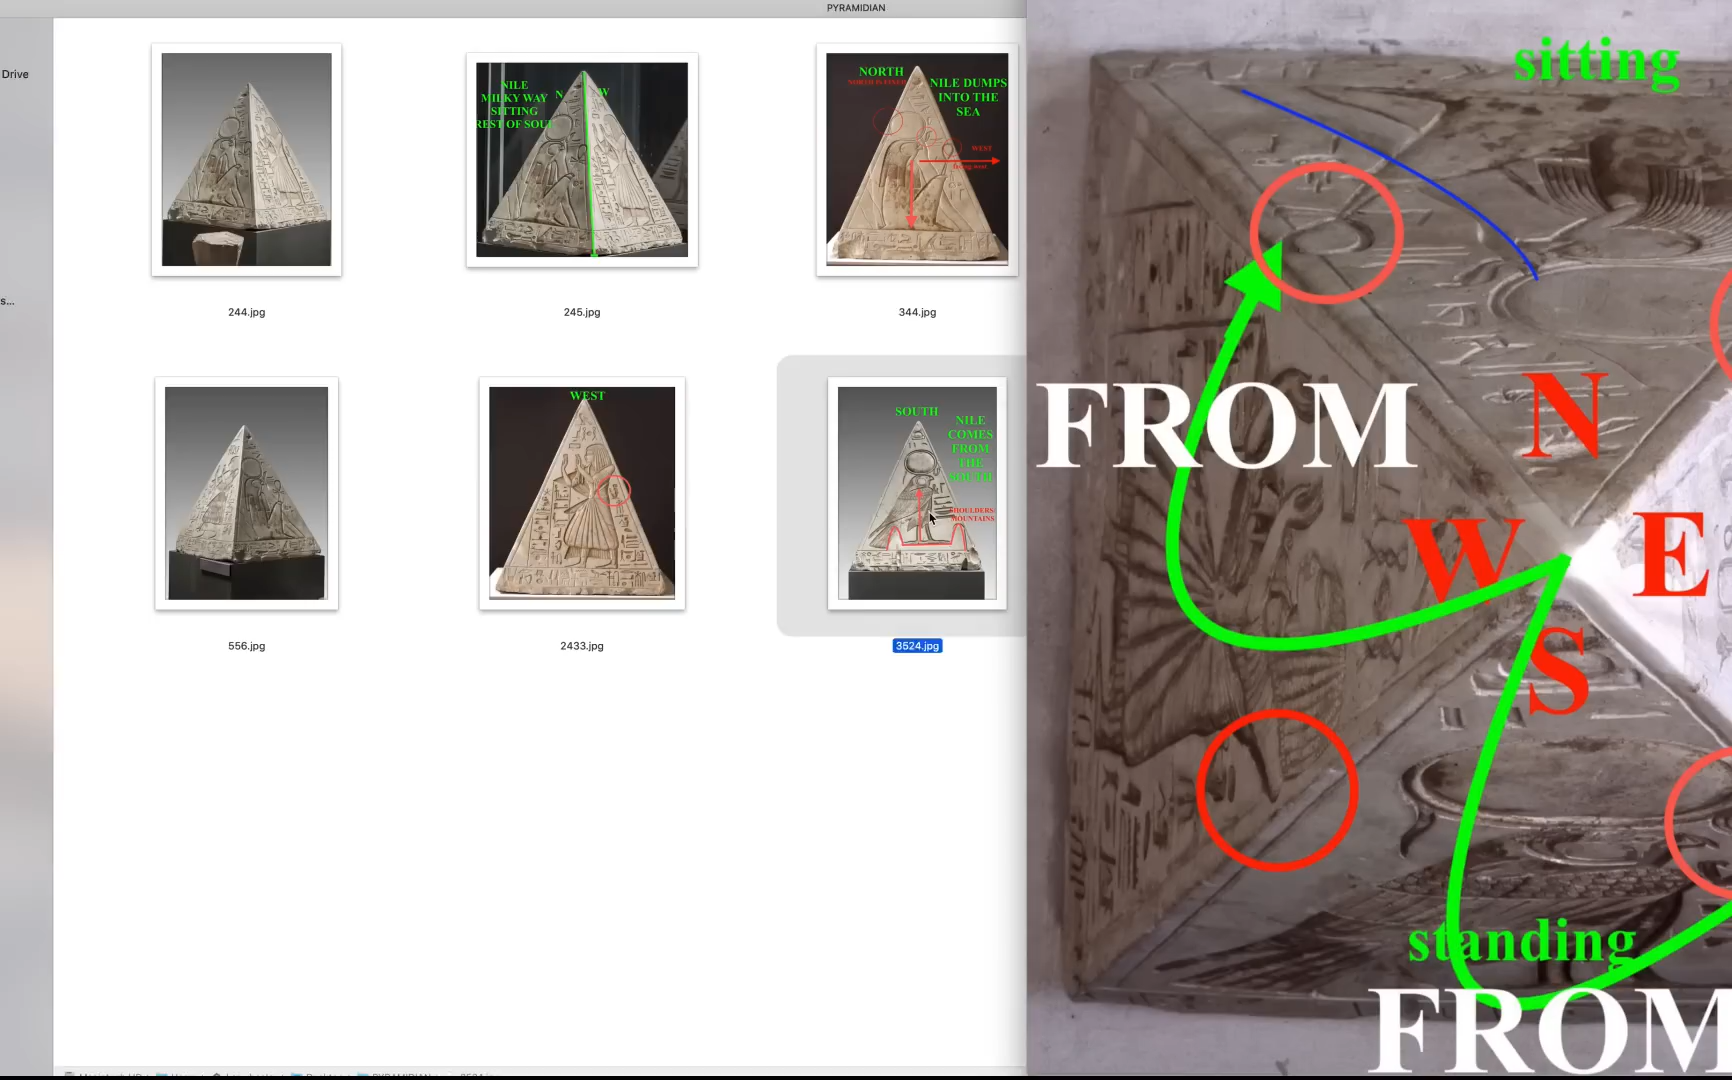 PYRAMIDIAN
Drive
s...
NILE
MILKY WAY
SITTING
REST OF SOUL
N
W
NORTH
NILE DUMPS
INTO THE
SEA
WEST
244.jpg
245.jpg
344.jpg
WEST
SOUTH
NILE
COMES
FROM
THE
SOUTH
SHOULDERS
MOUNTAINS
556.jpg
2433.jpg
3524.jpg
sitting
FROM
N
W
E
S
standing
FROM